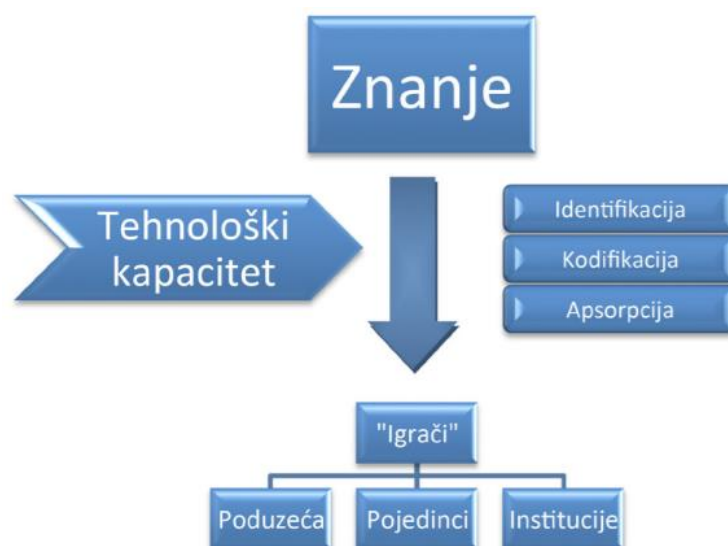 Znanje
Tehnološki
kapacitet
Identifikacija
Kodifikacija
Apsorpcija
"Igrači"
Poduzeća
Pojedinci
Institucije